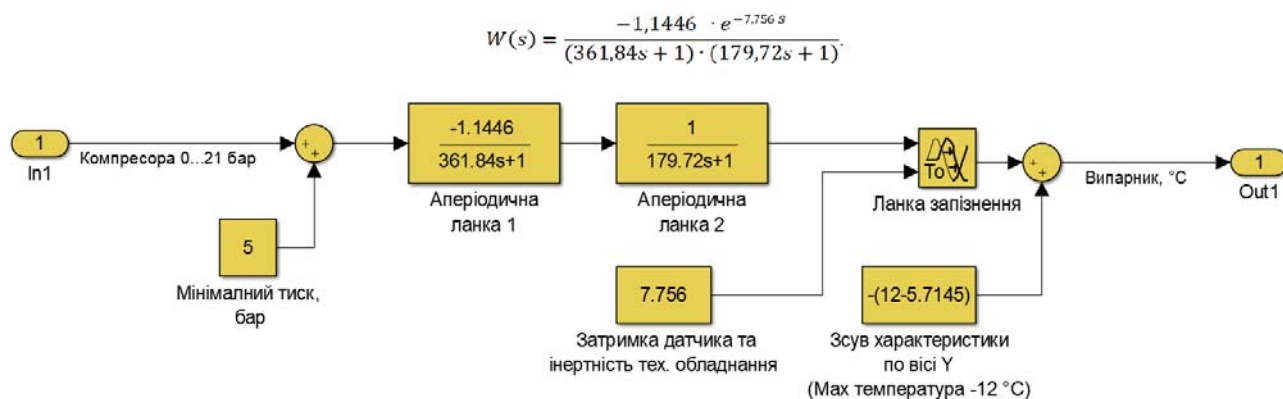 W(s) = -1,1446 · e^{-7.756 s} / (361,84s + 1) · (179,72s + 1).
1
In1
Компресора 0...21 бар
+
+
-1.1446
361.84s+1
Аперіодична
ланка 1
1
179.72s+1
Аперіодична
ланка 2
To
Ланка запізнення
+
+
Випарник, °C
1
Out1
5
Мінімалний тиск,
бар
7.756
Затримка датчика та
інертність тех. обладнання
-(12-5.7145)
Зсув характеристики
по вісі Y
(Max температура -12 °C)